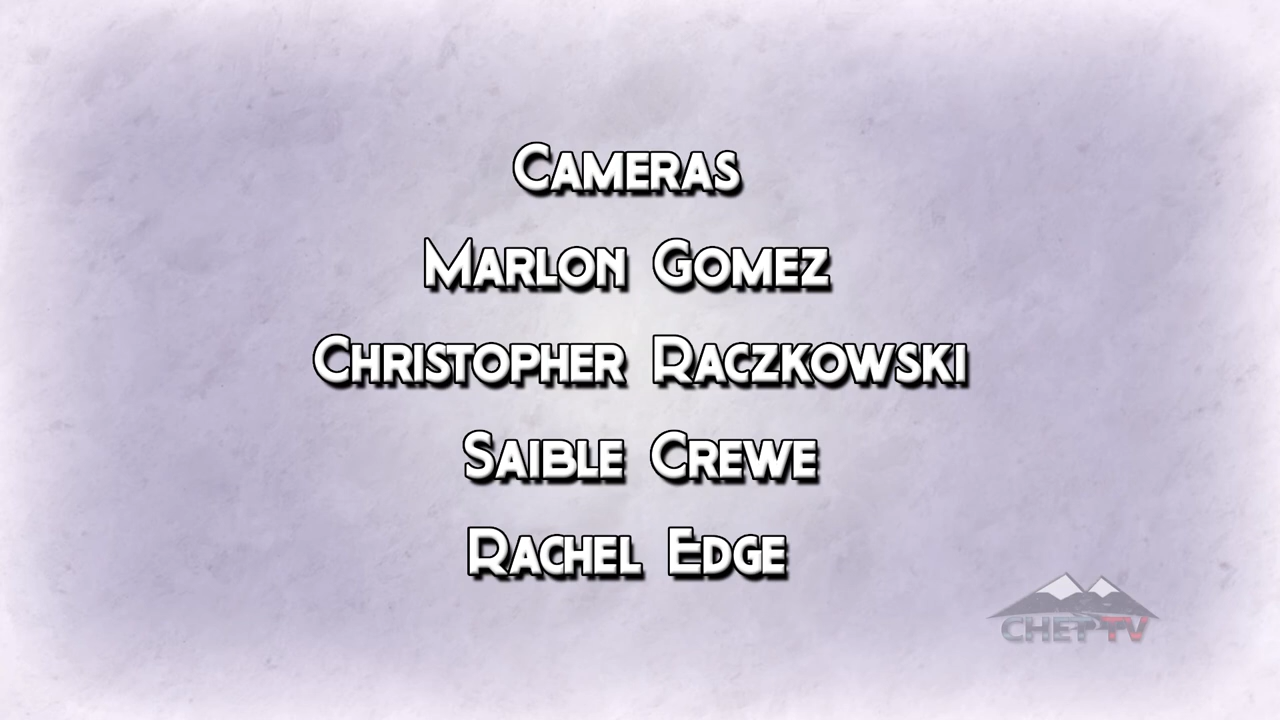 Cameras
Marlon Gomez
Christopher Raczkowski
Saible Crewe
Rachel Edge
CHET TV